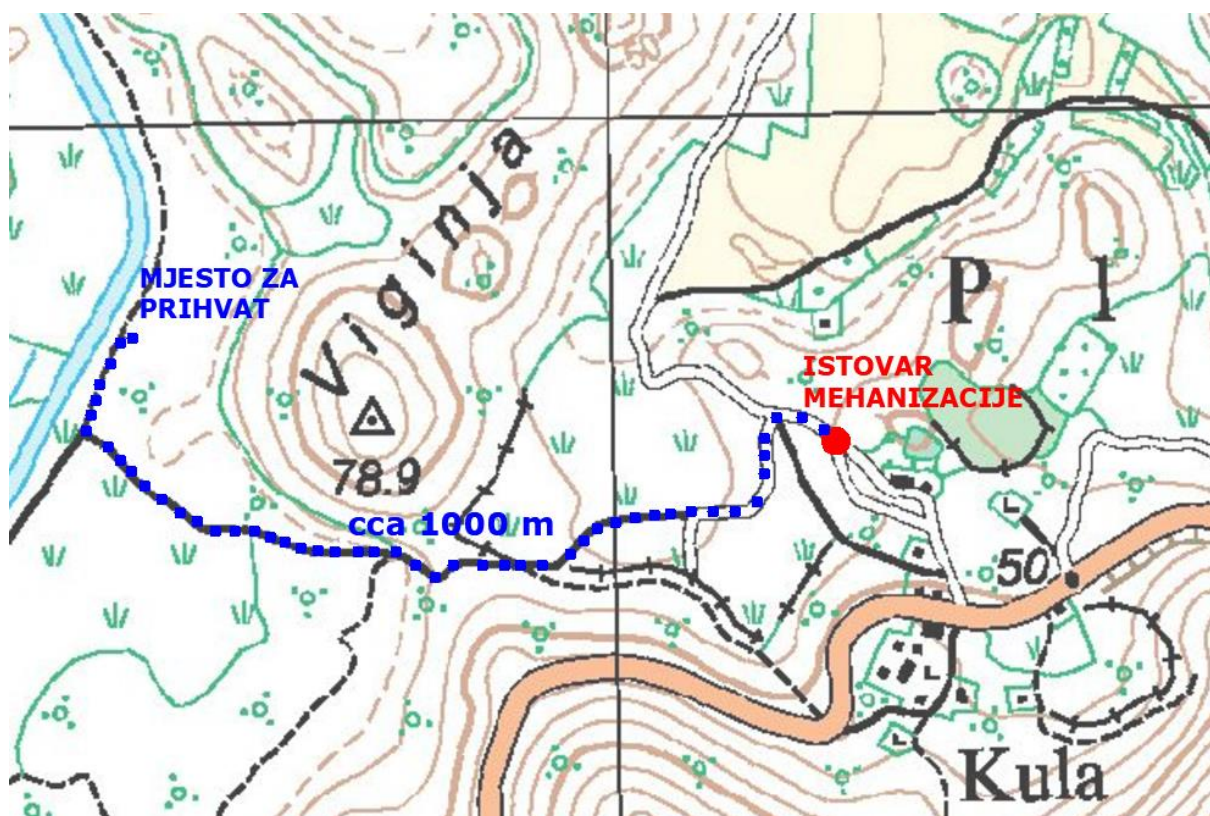 Viginja
MJESTO ZA
PRIHVAT
P l
ISTOVAR
MEHANIZACIJE
78.9
cca 1000 m
50
Kula